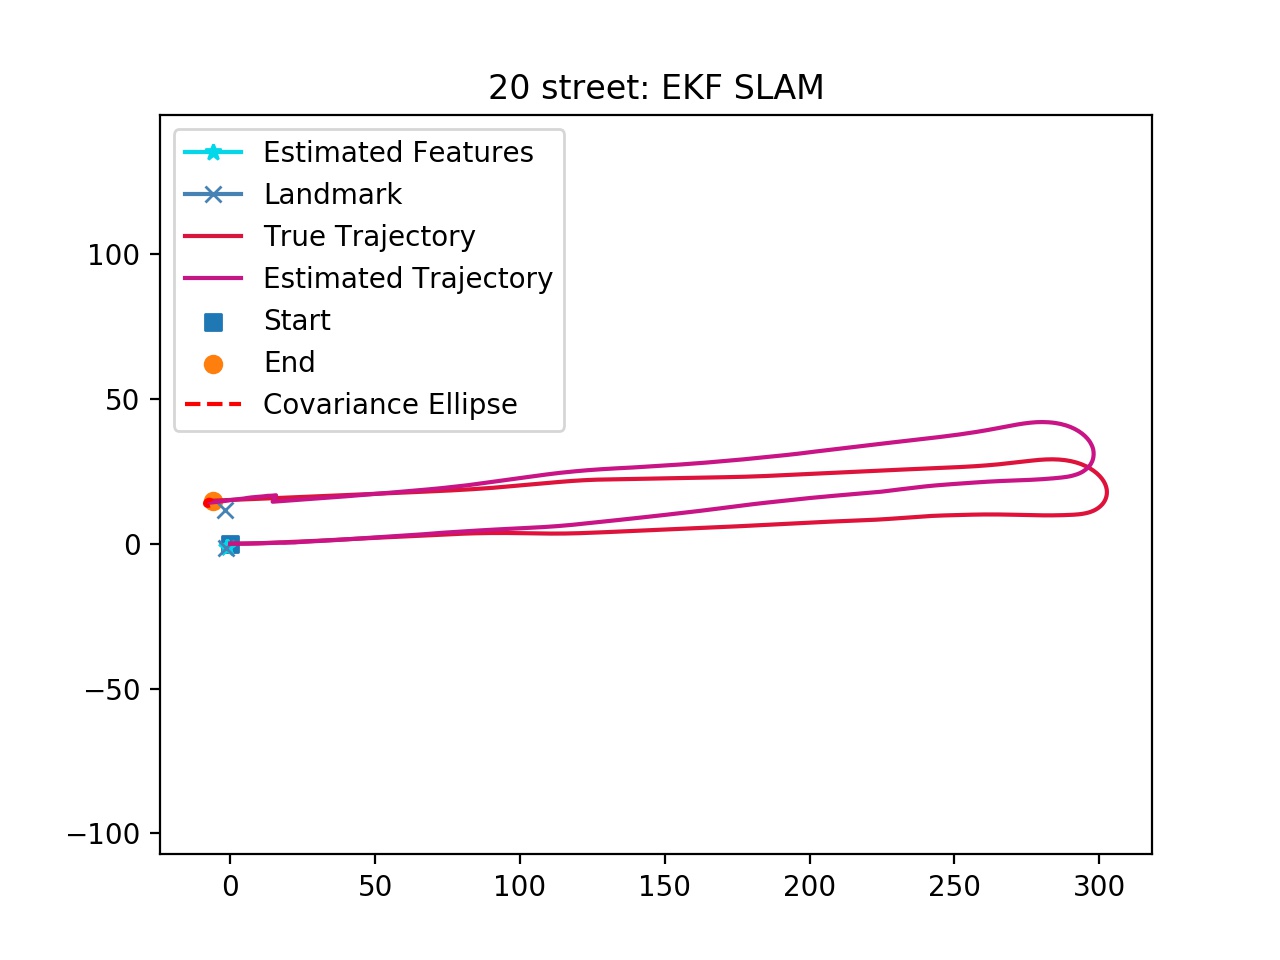 20 street: EKF SLAM
Estimated Features
Landmark
True Trajectory
Estimated Trajectory
Start
End
Covariance Ellipse
100
50
0
−50
−100
0 50 100 150 200 250 300